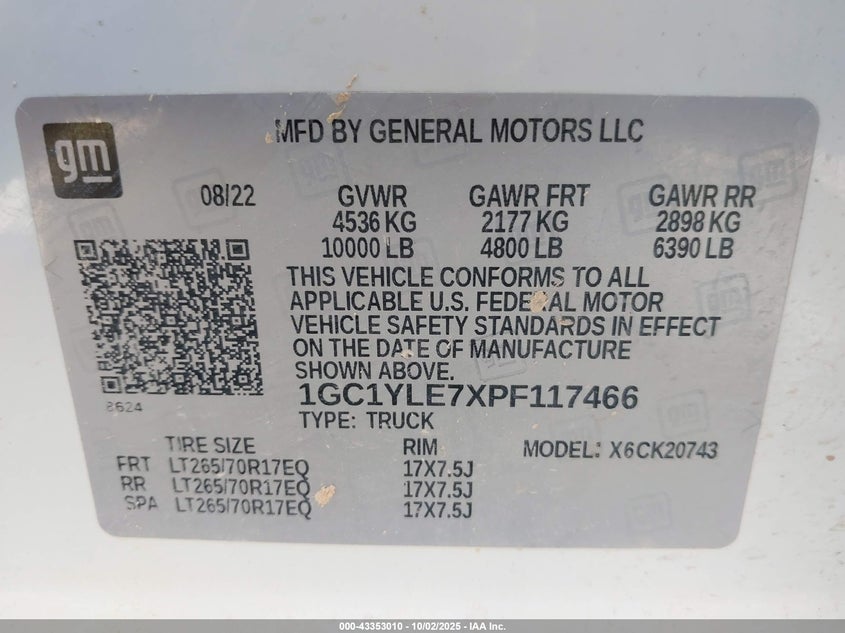 gm
MFD BY GENERAL MOTORS LLC
08/22 GVWR GAWR FRT GAWR RR
4536 KG 2177 KG 2898 KG
10000 LB 4800 LB 6390 LB
THIS VEHICLE CONFORMS TO ALL
APPLICABLE U.S. FEDERAL MOTOR
VEHICLE SAFETY STANDARDS IN EFFECT
ON THE DATE OF MANUFACTURE
SHOWN ABOVE.
8624
1GC1YLE7XPF117466
TYPE: TRUCK
TIRE SIZE RIM MODEL: X6CK20743
FRT LT265/70R17EQ 17X7.5J
RR LT265/70R17EQ 17X7.5J
SPA LT265/70R17EQ 17X7.5J
000-43353010 - 10/02/2025 - IAA Inc.